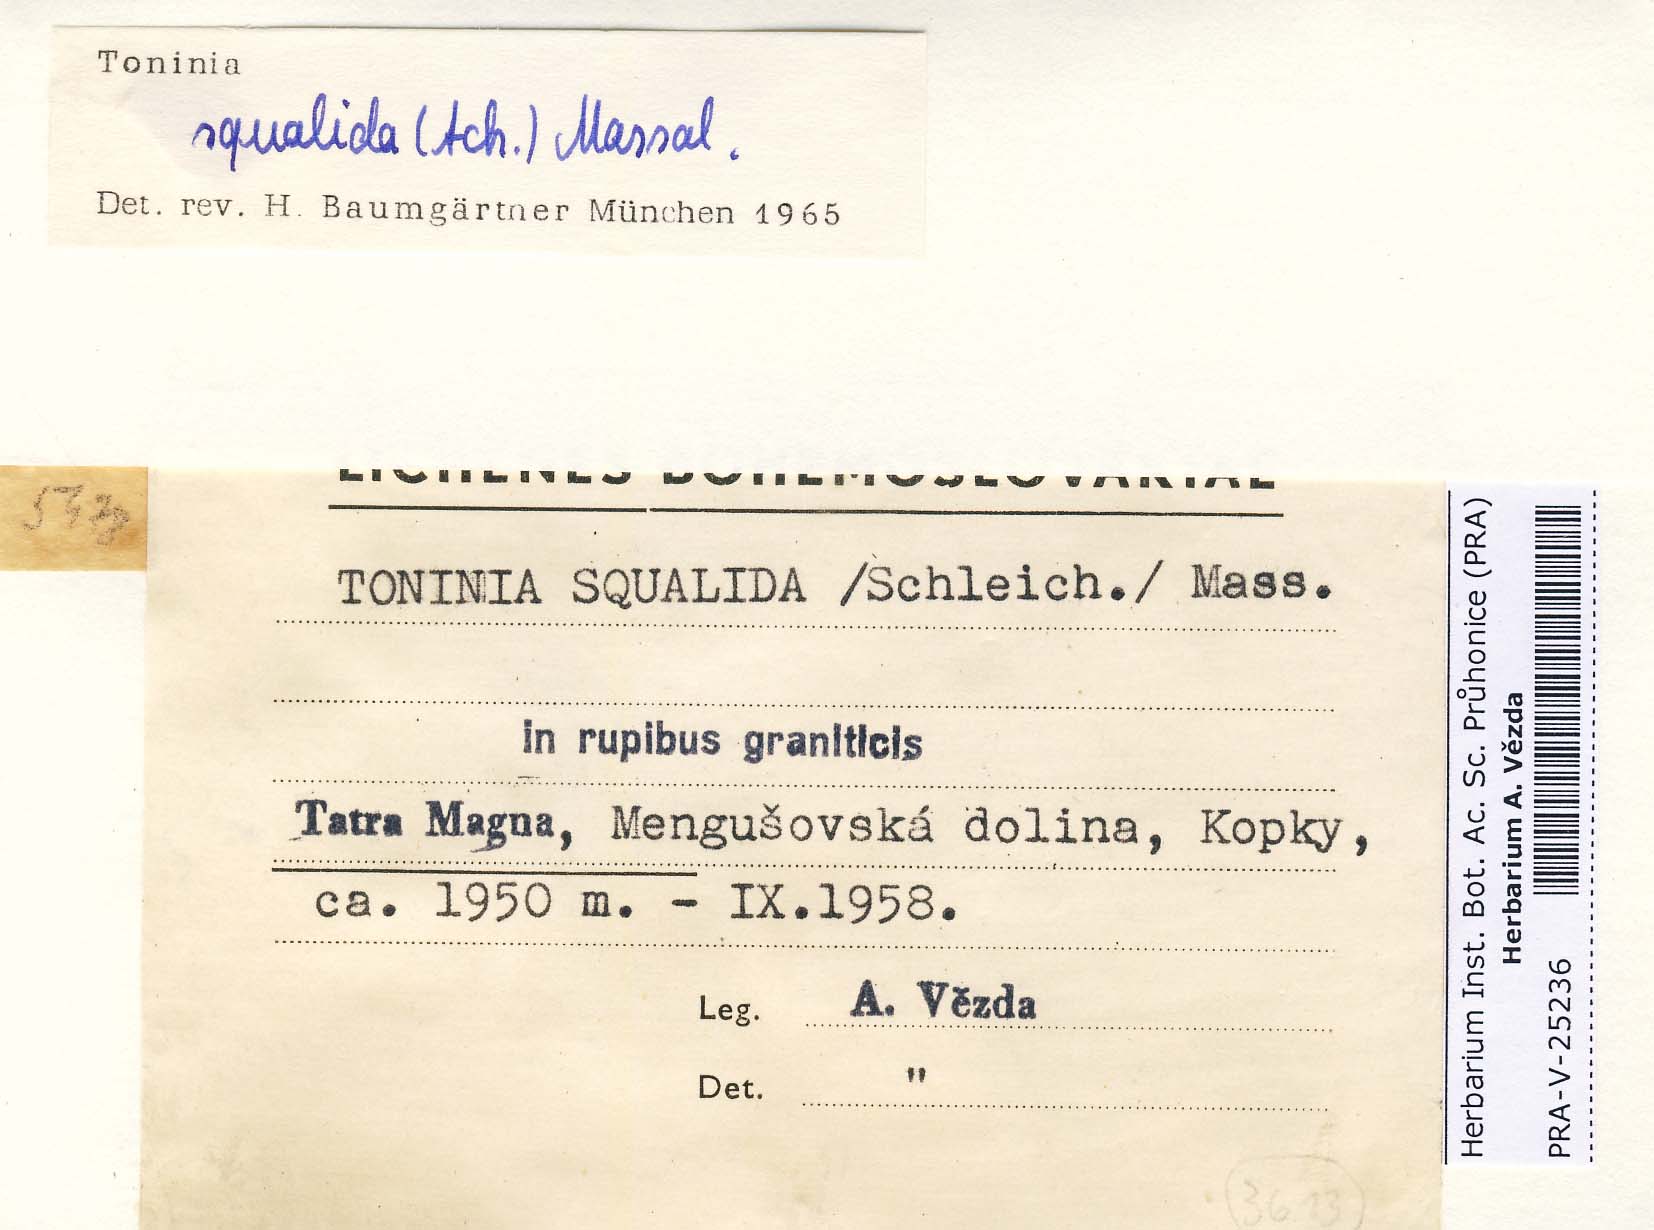 Toninia
squalida (Ach.) Massal.
Det. rev. H. Baumgärtner München 1965
LICHENES BOHEMOSLOVAKIAE
TONINIA SQUALIDA /Schleich./ Mass.
in rupibus graniticis
Tatra Magna, Mengušovská dolina, Kopky,
ca. 1950 m. - IX.1958.
Leg. A. Vězda
Det. "
Herbarium Inst. Bot. Ac. Sc. Průhonice (PRA)
Herbarium A. Vězda
PRA-V-25236